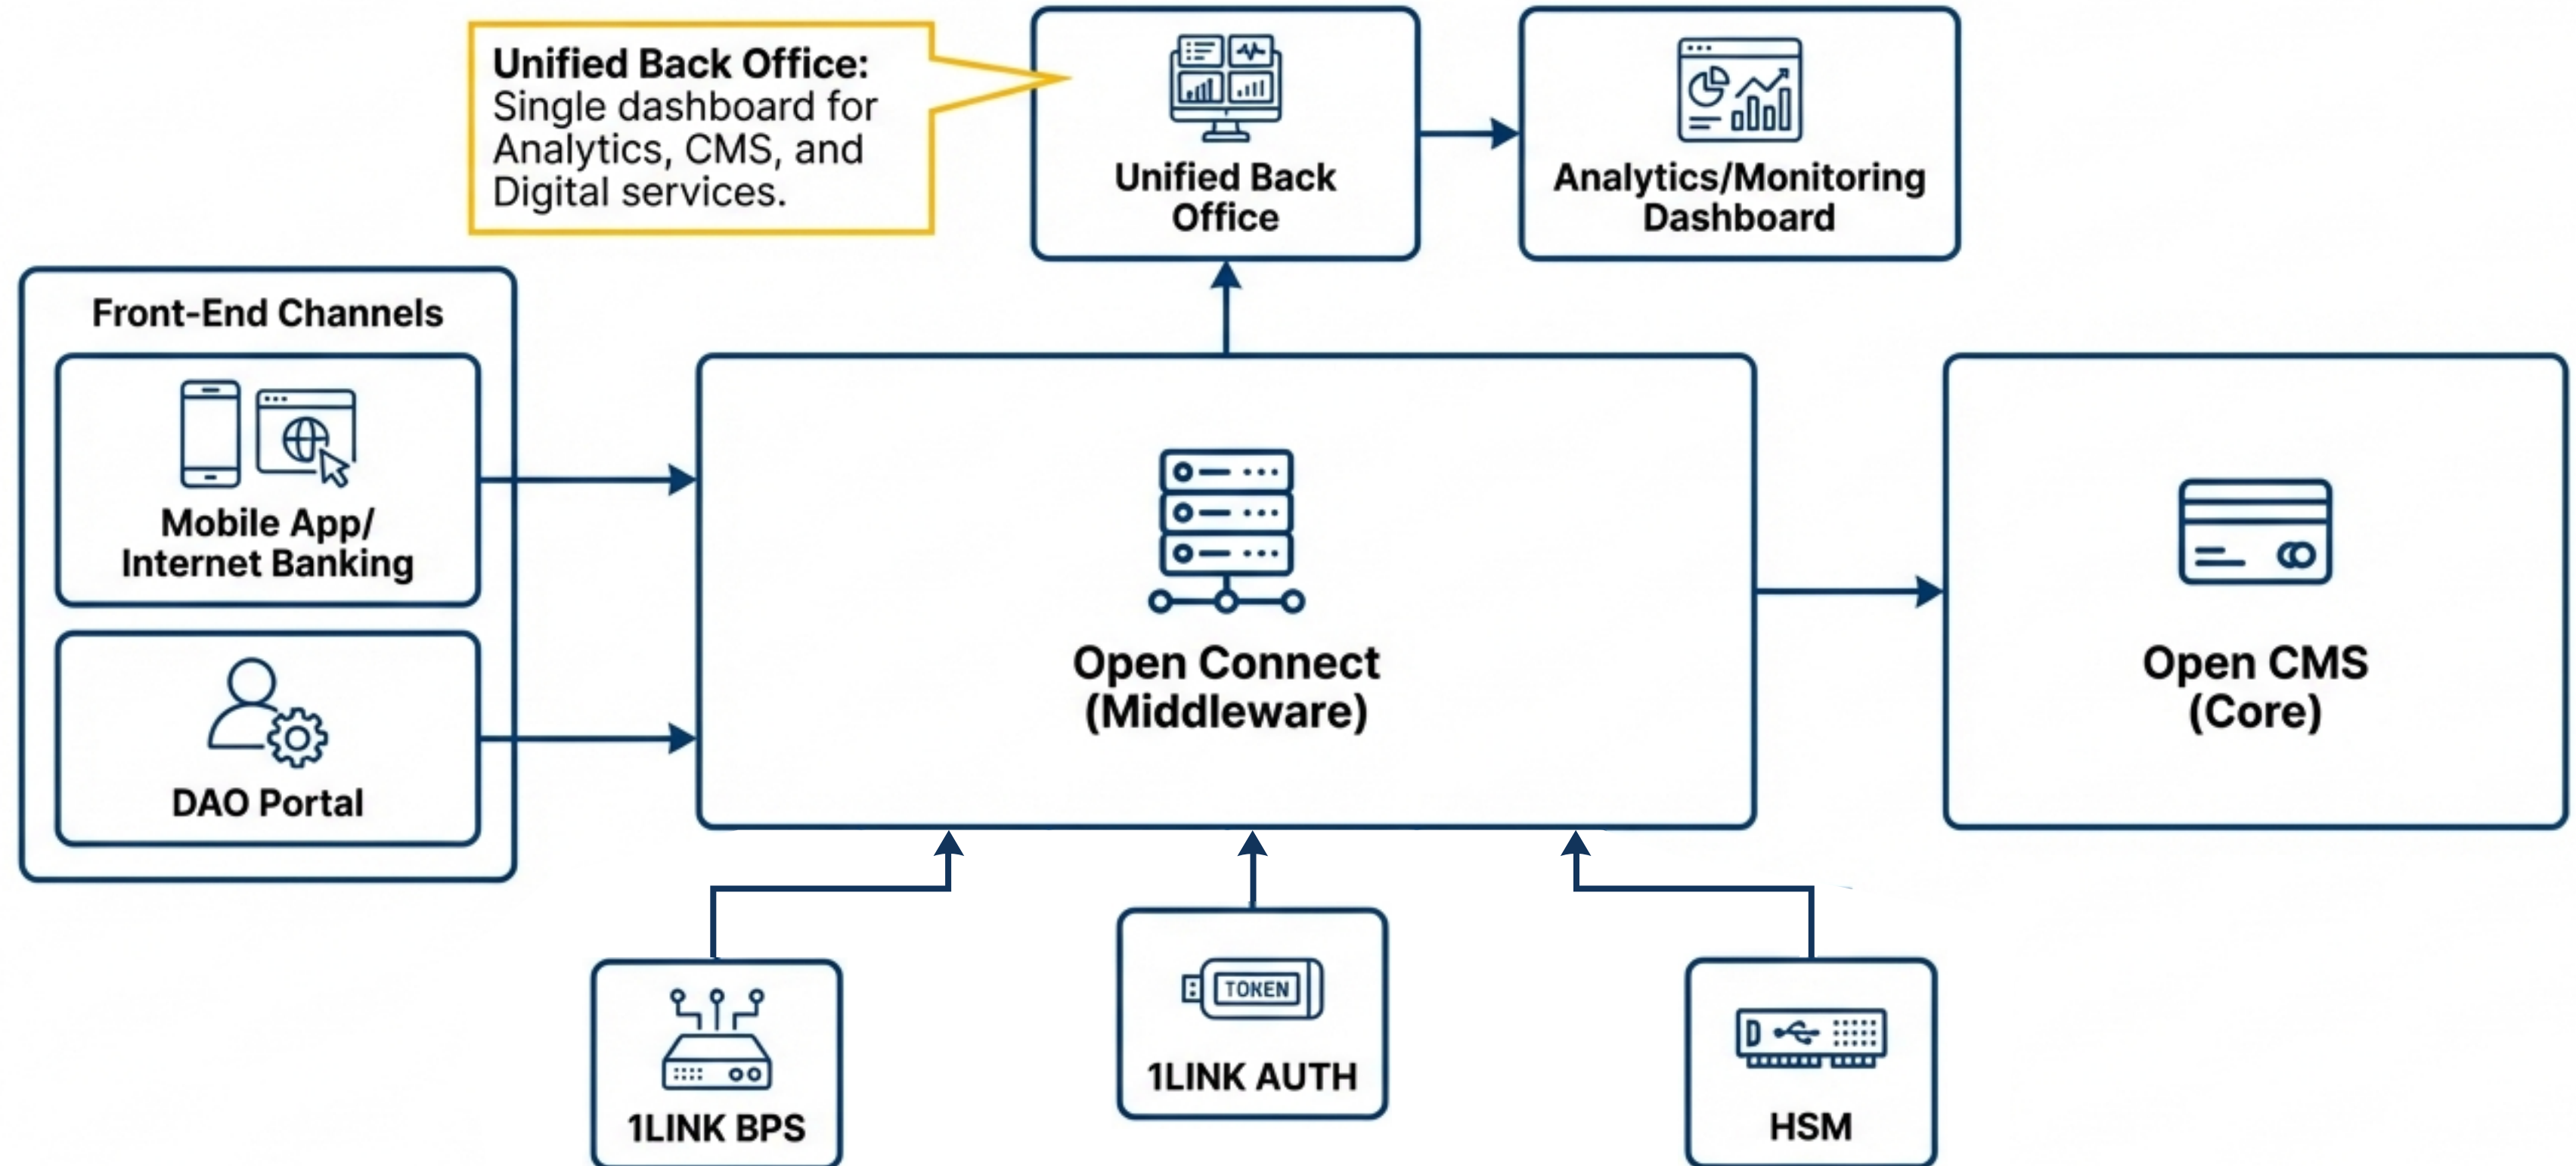 Unified Back Office:
Single dashboard for
Analytics, CMS, and
Digital services.
Unified Back
Office
Analytics/Monitoring
Dashboard
Front-End Channels
Mobile App/
Internet Banking
DAO Portal
Open Connect
(Middleware)
Open CMS
(Core)
1LINK BPS
TOKEN
1LINK AUTH
HSM